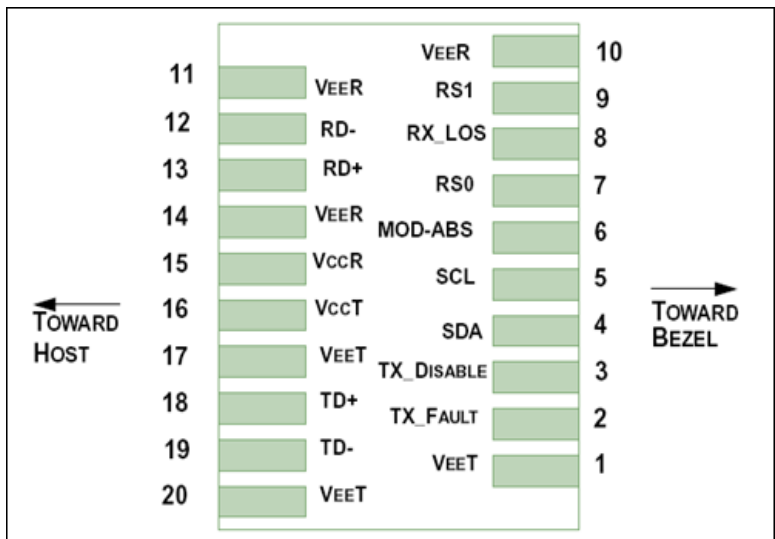 VEER 10
11 VEER
RS1 9
12 RD-
RX_LOS 8
13 RD+
RS0 7
14 VEER
MOD-ABS 6
15 VCCR
SCL 5
16 VCCT
SDA 4
17 VEET
TX_DISABLE 3
18 TD+
TX_FAULT 2
19 TD-
VEET 1
20 VEET
TOWARD
HOST
TOWARD
BEZEL